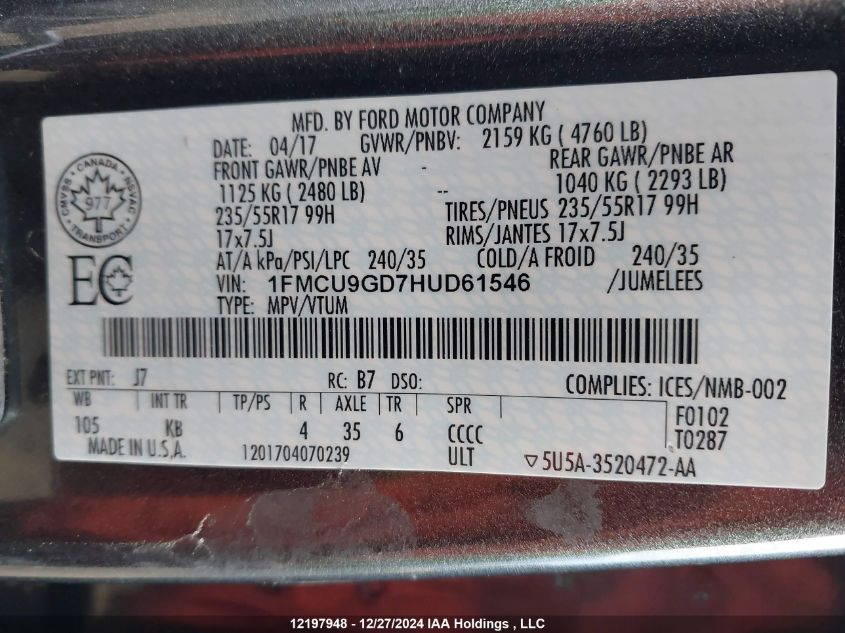 MFD. BY FORD MOTOR COMPANY
DATE: 04/17 GVWR/PNBV: 2159 KG ( 4760 LB)
FRONT GAWR/PNBE AV - REAR GAWR/PNBE AR
1125 KG ( 2480 LB) -- 1040 KG ( 2293 LB)
235/55R17 99H TIRES/PNEUS 235/55R17 99H
17x7.5J RIMS/JANTES 17x7.5J
AT/A kPa/PSI/LPC 240/35 COLD/A FROID 240/35
VIN: 1FMCU9GD7HUD61546 /JUMELEES
TYPE: MPV/VTUM
CANADA
CMVSS NSVAC
977
TRANSPORT
EC
EXT PNT: J7 RC: B7 DSO: COMPLIES: ICES/NMB-002
WB INT TR TP/PS R AXLE TR SPR F0102
105 KB 4 35 6 CCCC T0287
MADE IN U.S.A. 1201704070239 ULT ▽5U5A-3520472-AA
12197948 - 12/27/2024 IAA Holdings , LLC